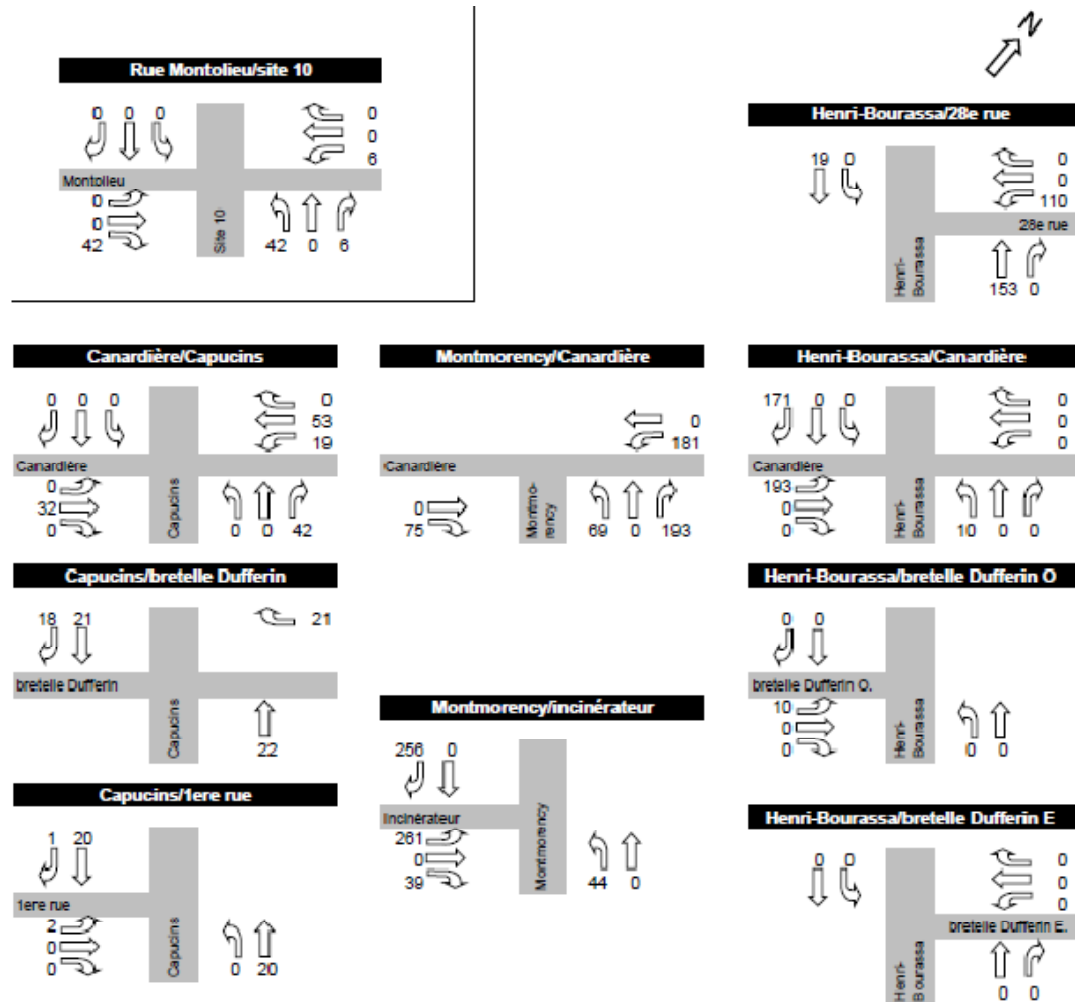 N
Rue Montolieu/site 10
0 0 0
0
0
6
Montolieu
0
0
42
Site 10
42 0 6
Henri-Bourassa/28e rue
19 0
0
0
110
28e rue
Henri-
Bourassa
153 0
Canardière/Capucins
0 0 0
0
53
19
Canardière
0
32
0
Capucins
0 0 42
Montmorency/Canardière
0
181
Canardière
0
75
Montmo-
rency
69 0 193
Henri-Bourassa/Canardière
171 0 0
0
0
0
Canardière
193
0
0
Henri-
Bourassa
10 0 0
Capucins/bretelle Dufferin
18 21
21
bretelle Dufferin
Capucins
22
Henri-Bourassa/bretelle Dufferin O
0 0
bretelle Dufferin O.
10
0
0
Henri-
Bourassa
0 0
Montmorency/incinérateur
256 0
Incinérateur
261
0
39
Montmorency
44 0
Capucins/1ere rue
1 20
1ere rue
2
0
0
Capucins
0 20
Henri-Bourassa/bretelle Dufferin E
0 0
0
0
0
bretelle Dufferin E.
Henri-
Bourassa
0 0